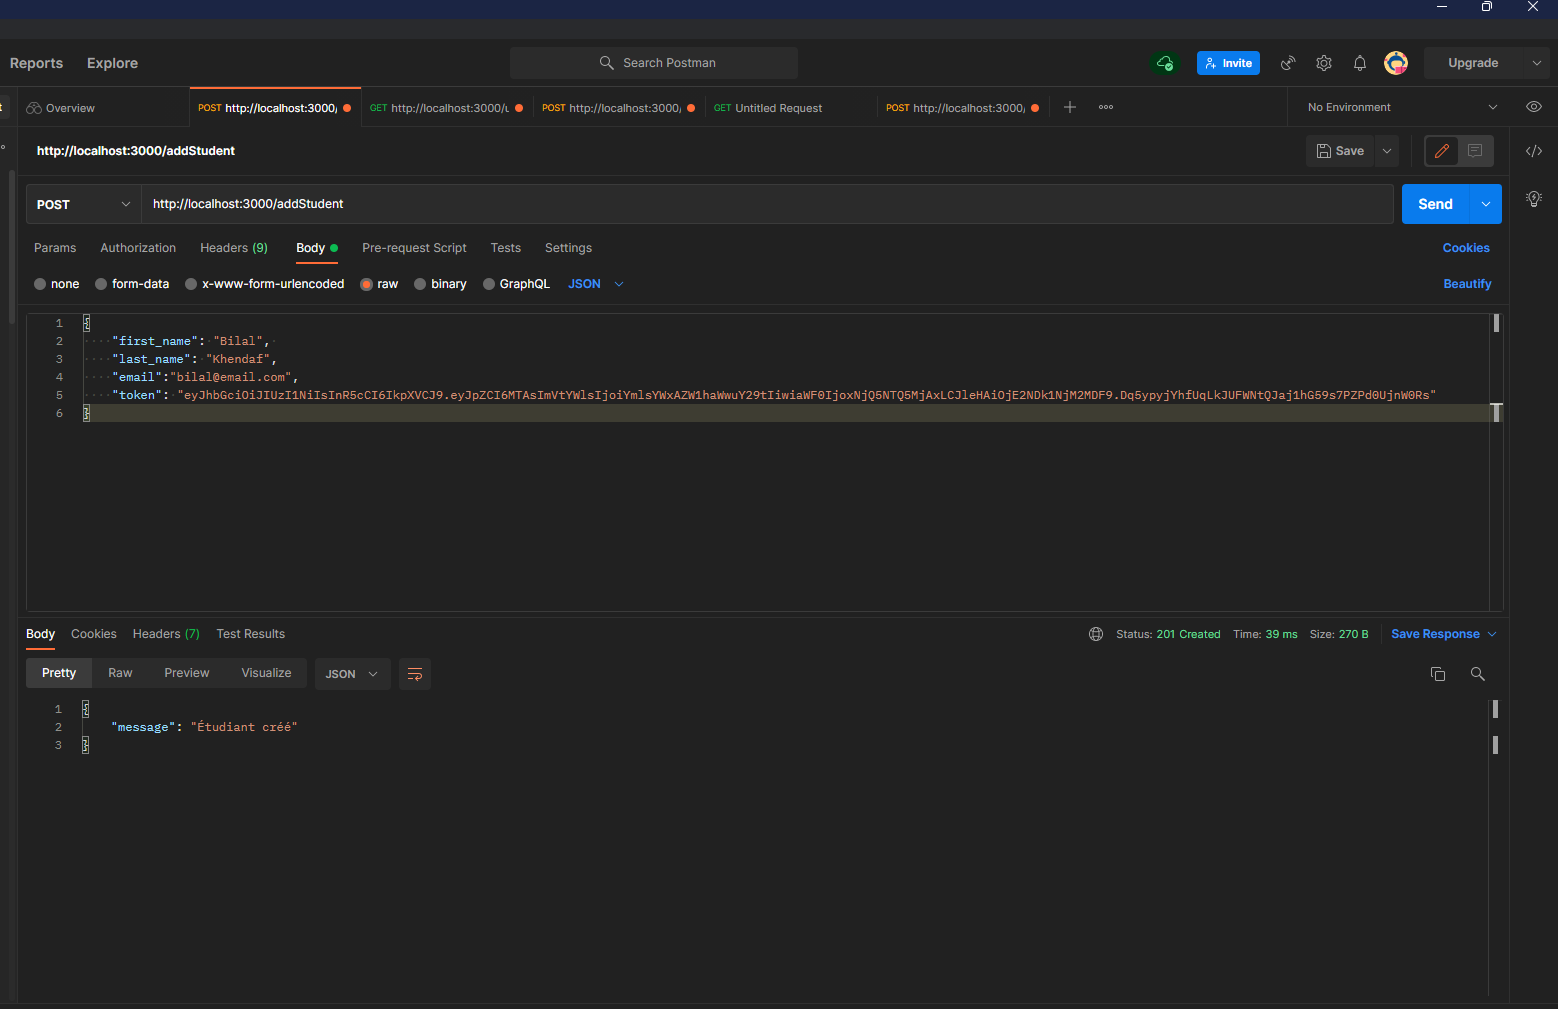 Reports Explore Search Postman Invite Upgrade
Overview POST http://localhost:3000/ GET http://localhost:3000/u POST http://localhost:3000/ GET Untitled Request POST http://localhost:3000/ No Environment
http://localhost:3000/addStudent Save
POST http://localhost:3000/addStudent Send
Params Authorization Headers (9) Body Pre-request Script Tests Settings Cookies
none form-data x-www-form-urlencoded raw binary GraphQL JSON Beautify
1 {
2 "first_name": "Bilal",
3 "last_name": "Khendaf",
4 "email":"bilal@email.com",
5 "token": "eyJhbGciOiJIUzI1NiIsInR5cCI6IkpXVCJ9.eyJpZCI6MTAsImVtYWlsIjoiYmlsYWxAZW1haWwuY29tIiwiaWF0IjoxNjQ5NTQ5MjAxLCJleHAiOjE2NDk1NjM2MDF9.Dq5ypyjYhfUqLkJUFWNtQJaj1hG59s7PZPd0UjnW0Rs"
6 }
Body Cookies Headers (7) Test Results Status: 201 Created Time: 39 ms Size: 270 B Save Response
Pretty Raw Preview Visualize JSON
1 {
2 "message": "Étudiant créé"
3 }